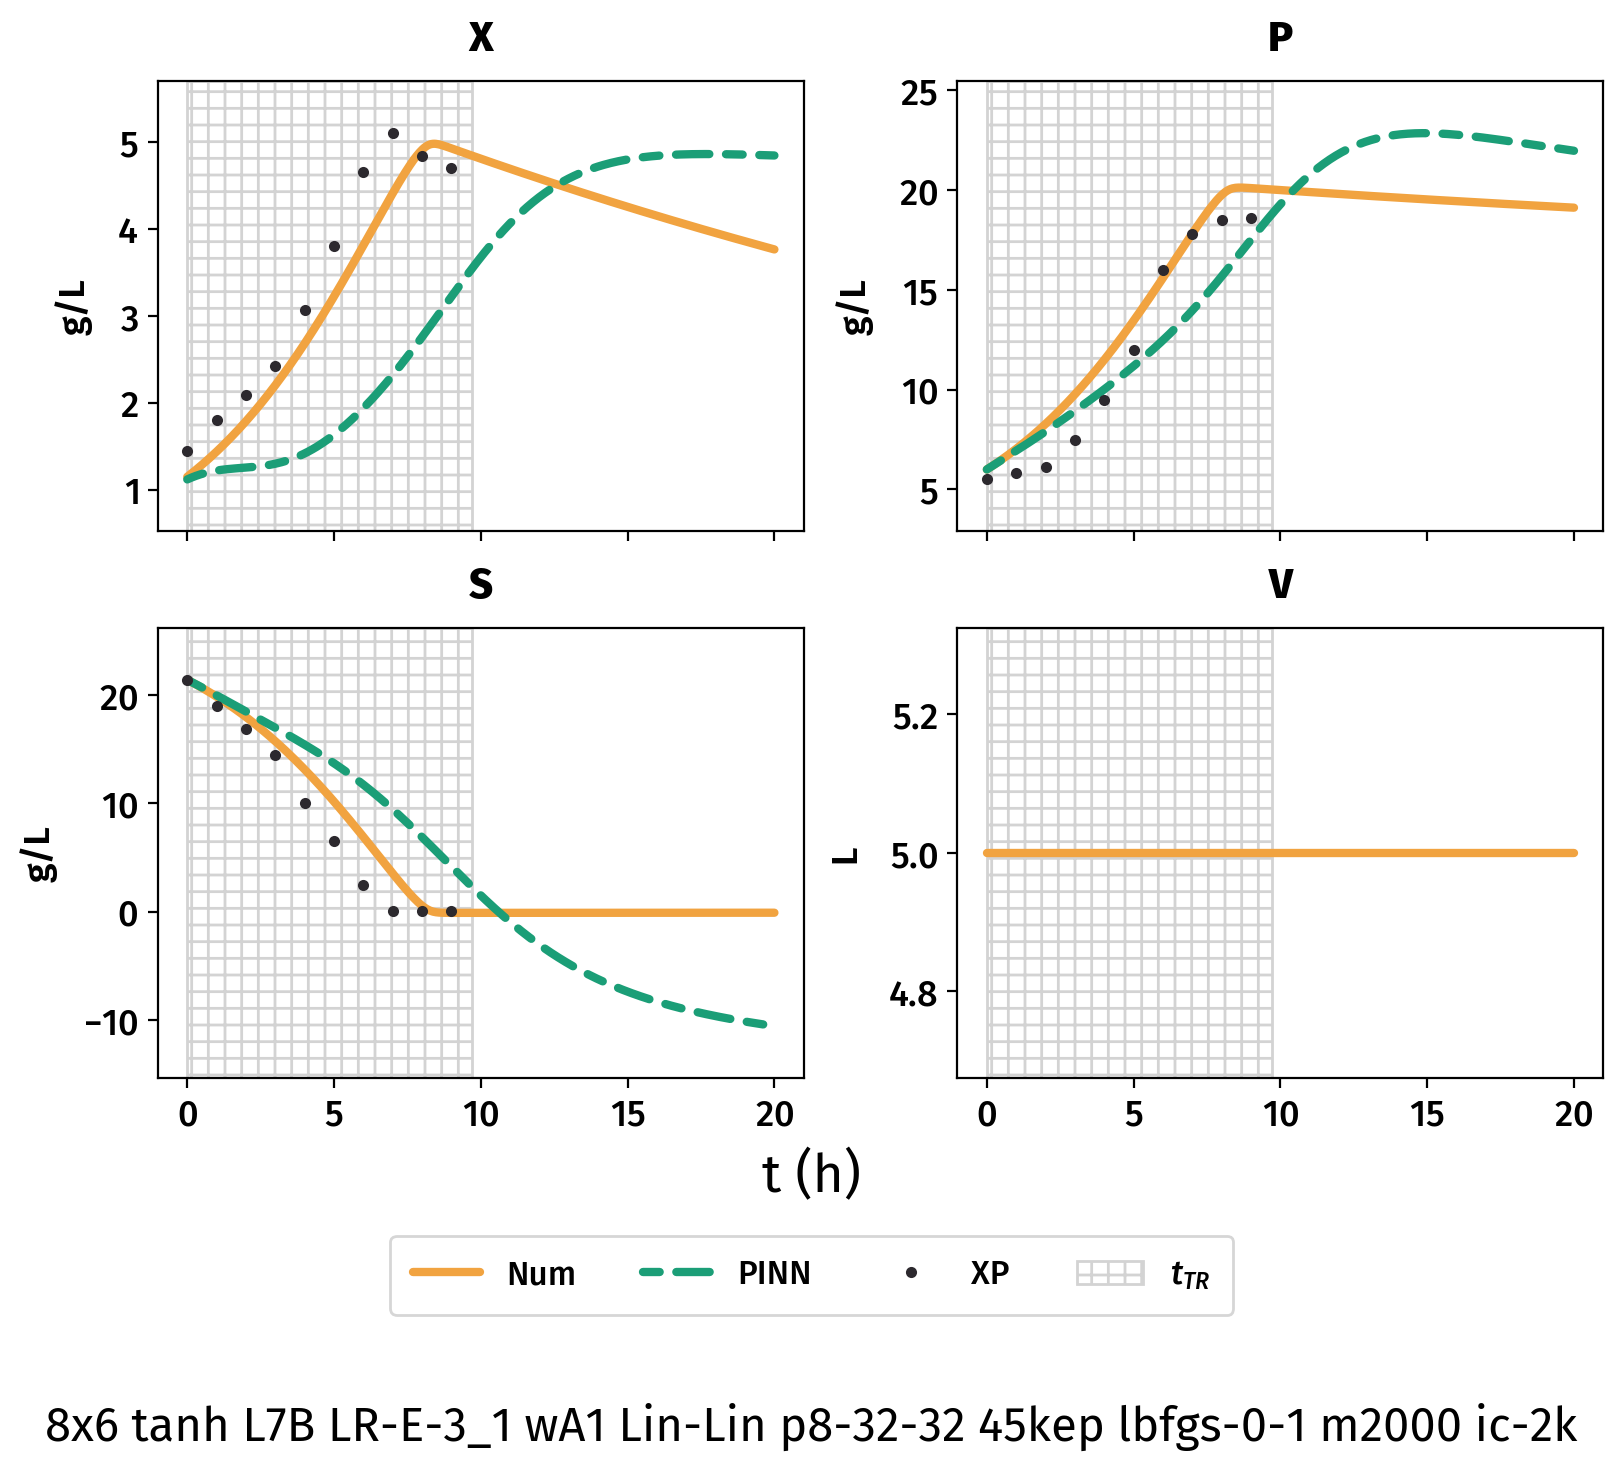 X
P
5
4
3
2
1
g/L
25
20
15
10
5
g/L
S
V
20
10
0
−10
g/L
5.2
5.0
4.8
L
0 5 10 15 20
0 5 10 15 20
t (h)
Num PINN XP tTR
8x6 tanh L7B LR-E-3_1 wA1 Lin-Lin p8-32-32 45kep lbfgs-0-1 m2000 ic-2k